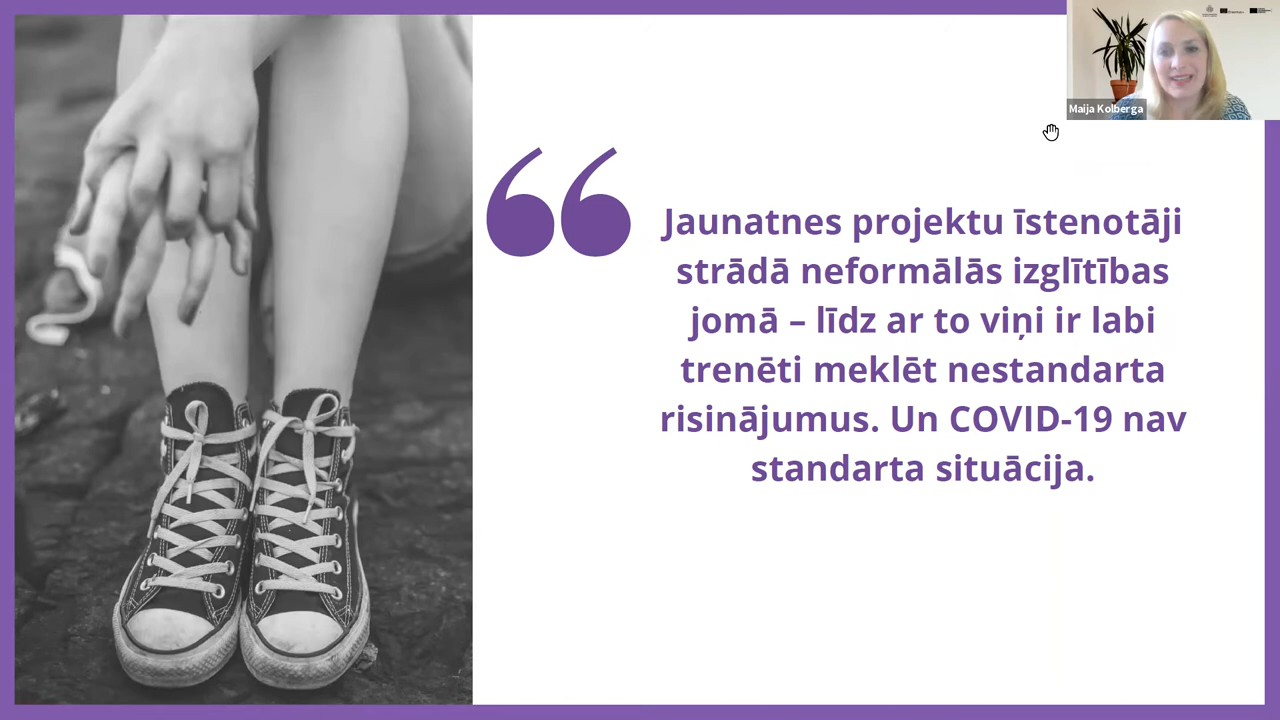 Maija Kolberga
“
Jaunatnes projektu īstenotāji
strādā neformālās izglītības
jomā – līdz ar to viņi ir labi
trenēti meklēt nestandarta
risinājumus. Un COVID-19 nav
standarta situācija.